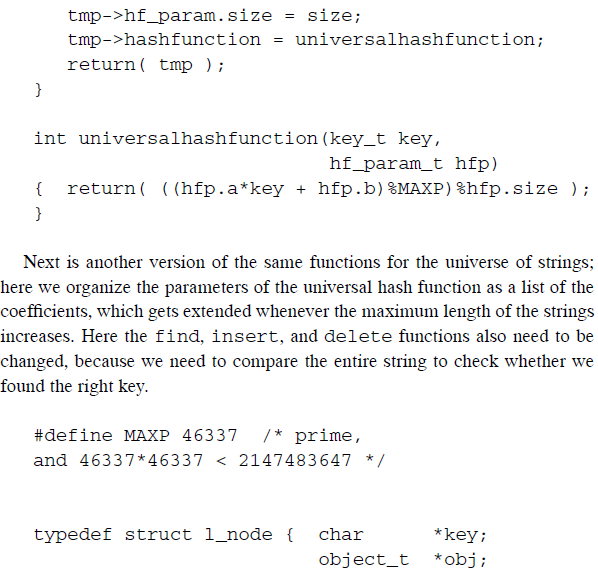 tmp->hf_param.size = size;
tmp->hashfunction = universalhashfunction;
return( tmp );
}
int universalhashfunction(key_t key,
hf_param_t hfp)
{ return( ((hfp.a*key + hfp.b)%MAXP)%hfp.size );
}
Next is another version of the same functions for the universe of strings;
here we organize the parameters of the universal hash function as a list of the
coefficients, which gets extended whenever the maximum length of the strings
increases. Here the find, insert, and delete functions also need to be
changed, because we need to compare the entire string to check whether we
found the right key.
#define MAXP 46337 /* prime,
and 46337*46337 < 2147483647 */
typedef struct l_node { char *key;
object_t *obj;